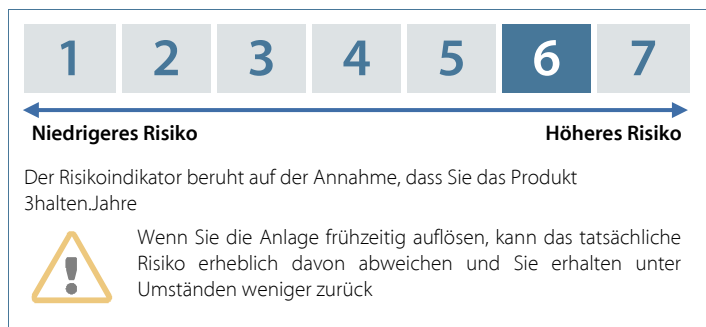 1 2 3 4 5 6 7
Niedrigeres Risiko Höheres Risiko
Der Risikoindikator beruht auf der Annahme, dass Sie das Produkt
3halten.Jahre
Wenn Sie die Anlage frühzeitig auflösen, kann das tatsächliche
Risiko erheblich davon abweichen und Sie erhalten unter
Umständen weniger zurück